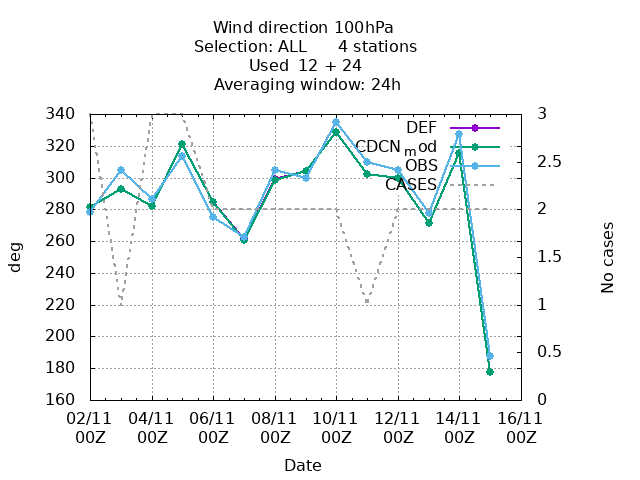 Wind direction 100hPa
Selection: ALL      4 stations
Used  12 + 24
Averaging window: 24h
deg
340
320
300
280
260
240
220
200
180
160
DEF
CDCN_mod
OBS
CASES
3
2.5
2
1.5
1
0.5
0
No cases
02/11 04/11 06/11 08/11 10/11 12/11 14/11 16/11
00Z 00Z 00Z 00Z 00Z 00Z 00Z 00Z
Date